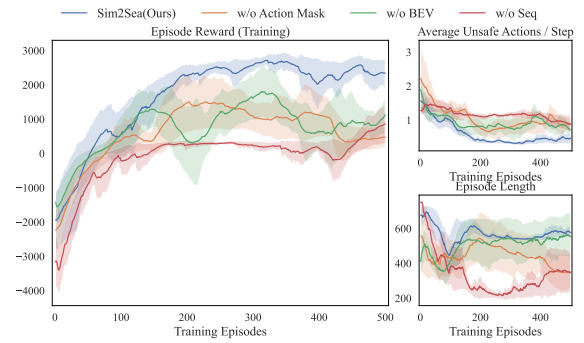 Sim2Sea(Ours) w/o Action Mask w/o BEV w/o Seq
Episode Reward (Training)
3000
2000
1000
0
−1000
−2000
−3000
−4000
0 100 200 300 400 500
Training Episodes
Average Unsafe Actions / Step
3
2
1
0 200 400
Training Episodes
Episode Length
600
400
200
0 200 400
Training Episodes